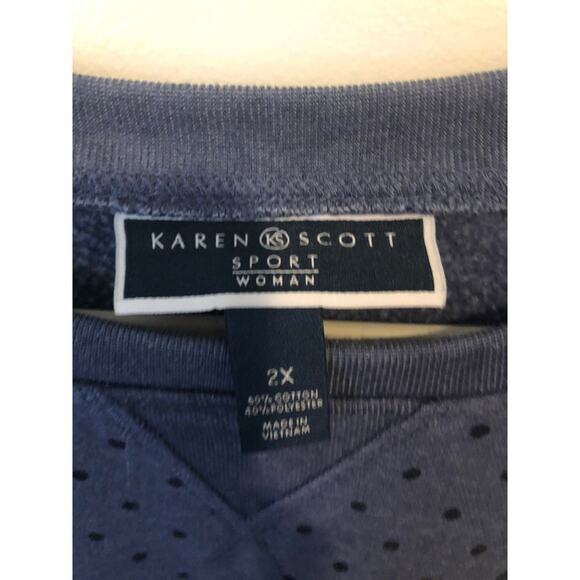 KAREN KS SCOTT
SPORT
WOMAN
2X
60% COTTON
40% POLYESTER
MADE IN
VIETNAM